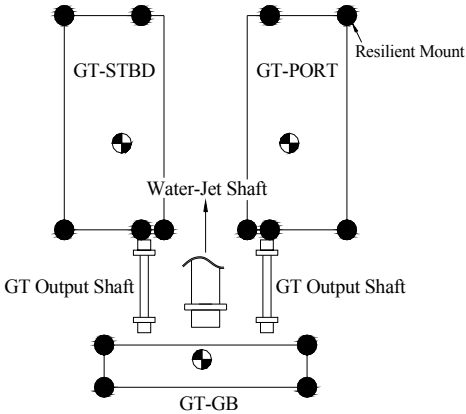 GT-STBD
GT-PORT
Resilient Mount
Water-Jet Shaft
GT Output Shaft
GT Output Shaft
GT-GB